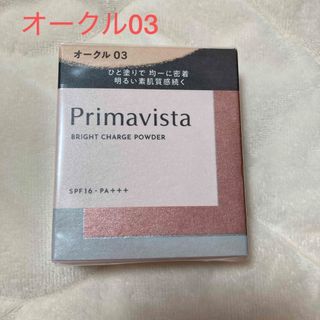 オークル03
オークル 03
ひと塗りで 均一に密着
明るい素肌質感続く
Primavista
BRIGHT CHARGE POWDER
SPF16・PA+++